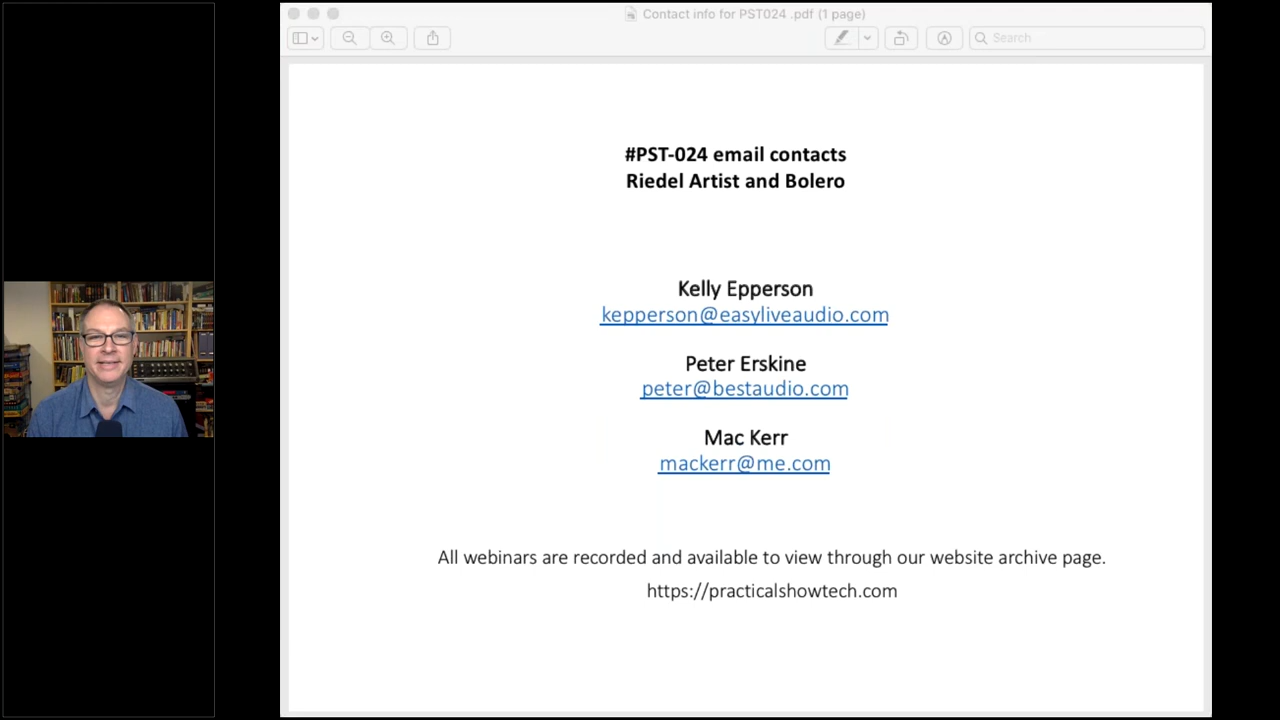 Contact info for PST024 .pdf (1 page)
Search
#PST-024 email contacts
Riedel Artist and Bolero
Kelly Epperson
kepperson@easyliveaudio.com
Peter Erskine
peter@bestaudio.com
Mac Kerr
mackerr@me.com
All webinars are recorded and available to view through our website archive page.
https://practicalshowtech.com